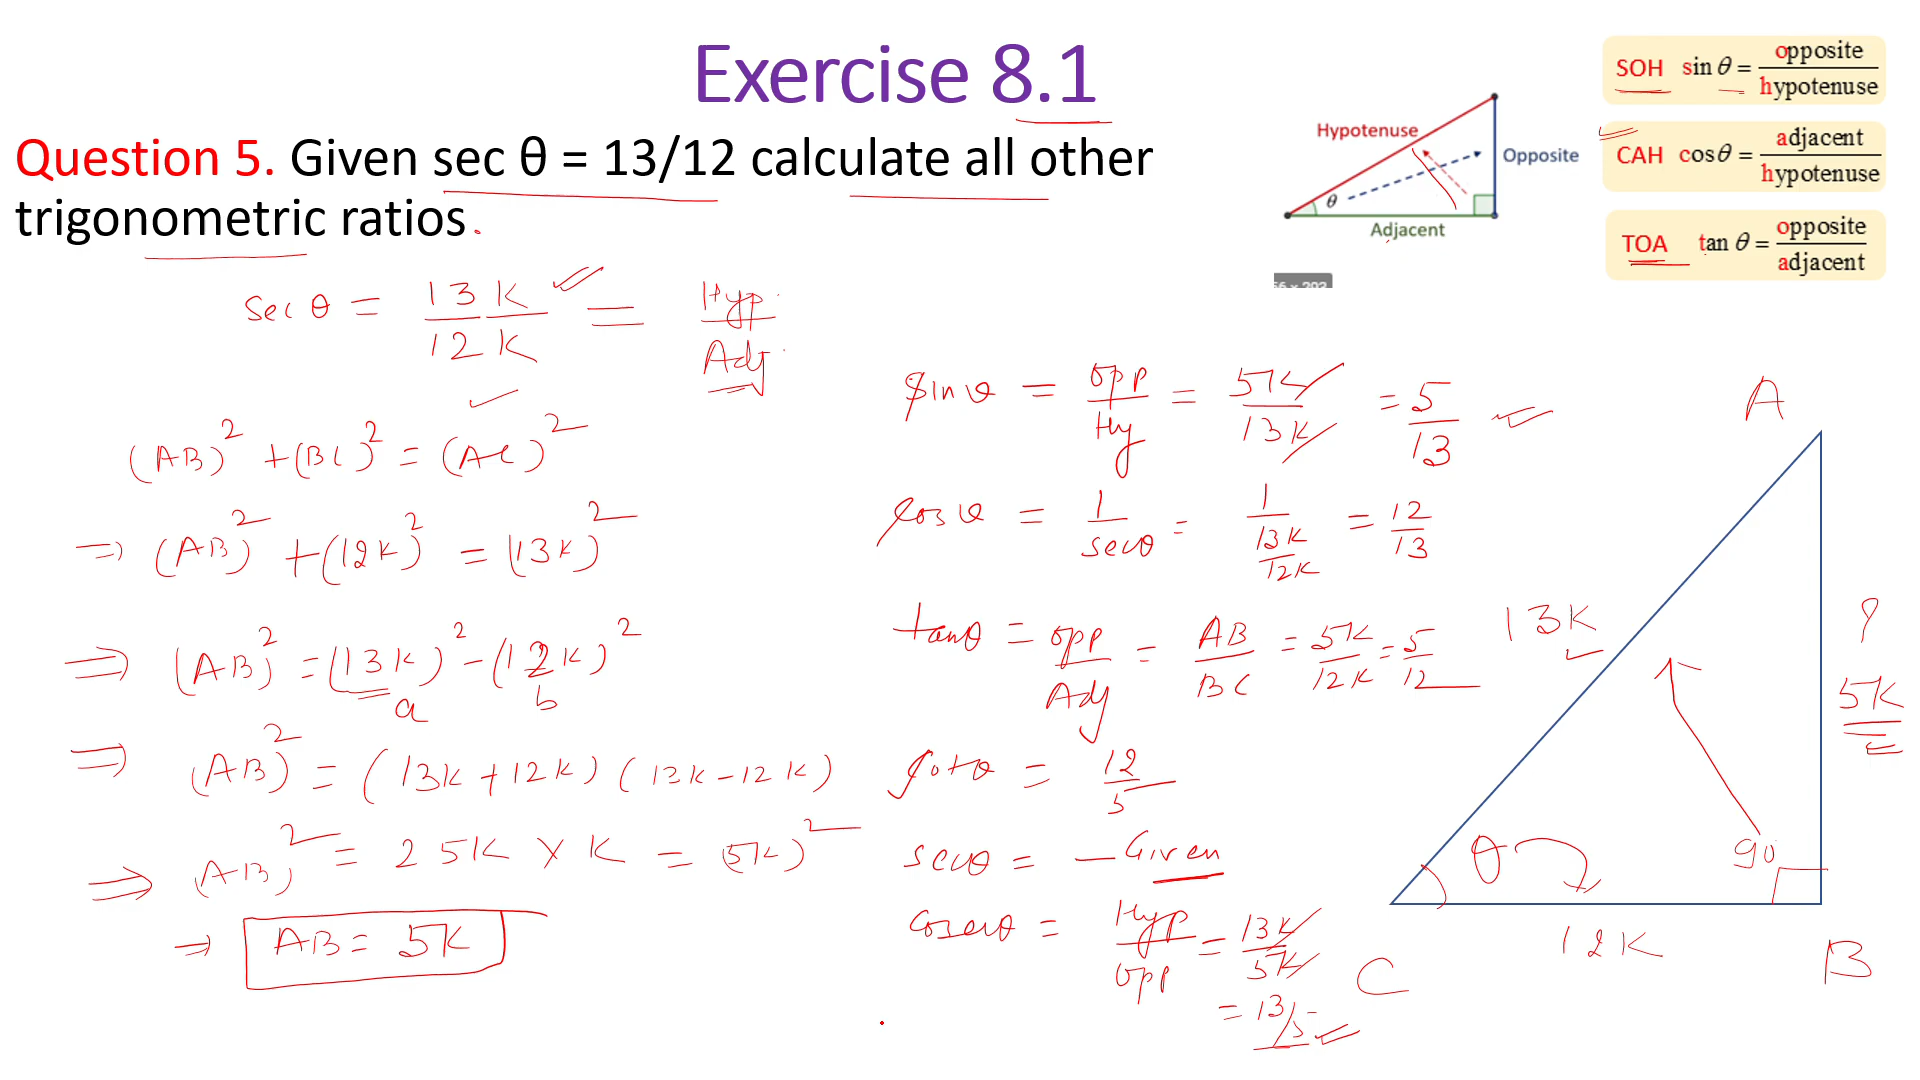 Exercise 8.1
Question 5. Given sec θ = 13/12 calculate all other
trigonometric ratios.
Hypotenuse
Opposite
θ
Adjacent
SOH sin θ = opposite/hypotenuse
CAH cos θ = adjacent/hypotenuse
TOA tan θ = opposite/adjacent
sec θ = 13K/12K = Hyp./Adj.
(AB)² + (BC)² = (AC)²
⇒ (AB)² + (12K)² = (13K)²
⇒ (AB)² = (13K)² - (12K)²
a b
⇒ (AB)² = (13K + 12K) (13K - 12K)
⇒ (AB)² = 25K × K = (5K)²
⇒ AB = 5K
sin θ = opp/Hy = 5K/13K = 5/13
cos θ = 1/sec θ = 1/(13K/12K) = 12/13
tan θ = opp/Adj = AB/BC = 5K/12K = 5/12
cot θ = 12/5
sec θ = — Given
cosec θ = Hyp/opp = 13K/5K
= 13/5
A
13K
?
5K
θ
90
12K
C
B